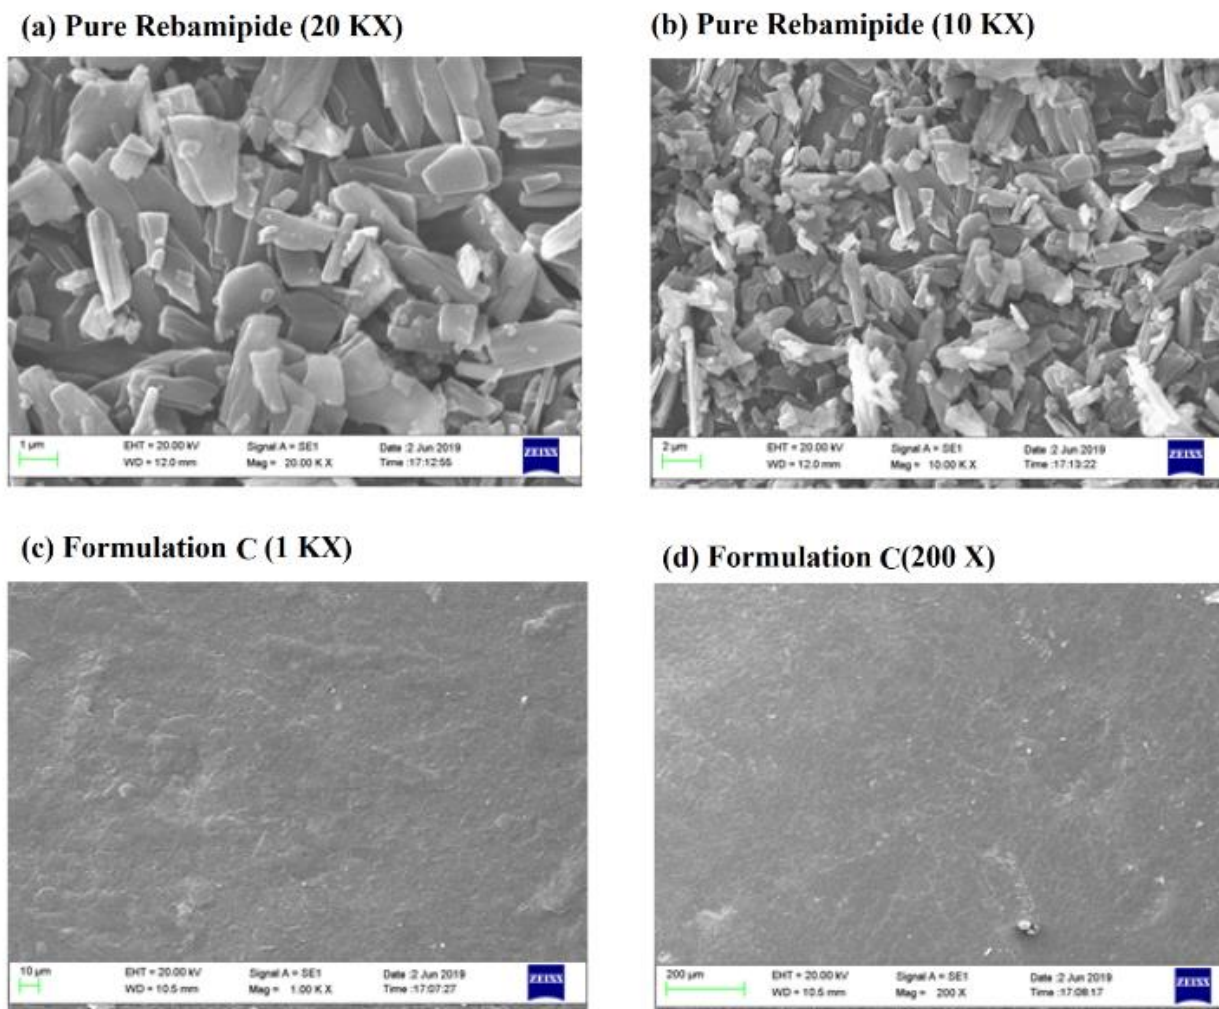 (a) Pure Rebamipide (20 KX)
(b) Pure Rebamipide (10 KX)
1 µm
EHT = 20.00 kV
Signal A = SE1
Date :2 Jun 2019
ZEISS
WD = 12.0 mm
Mag = 20.00 K X
Time :17:12:55
2 µm
EHT = 20.00 kV
Signal A = SE1
Date :2 Jun 2019
ZEISS
WD = 12.0 mm
Mag = 10.00 K X
Time :17:13:22
(c) Formulation C (1 KX)
(d) Formulation C(200 X)
10 µm
EHT = 20.00 kV
Signal A = SE1
Date :2 Jun 2019
ZEISS
WD = 10.5 mm
Mag = 1.00 K X
Time :17:07:27
200 µm
EHT = 20.00 kV
Signal A = SE1
Date :2 Jun 2019
ZEISS
WD = 10.5 mm
Mag = 200 X
Time :17:08:17